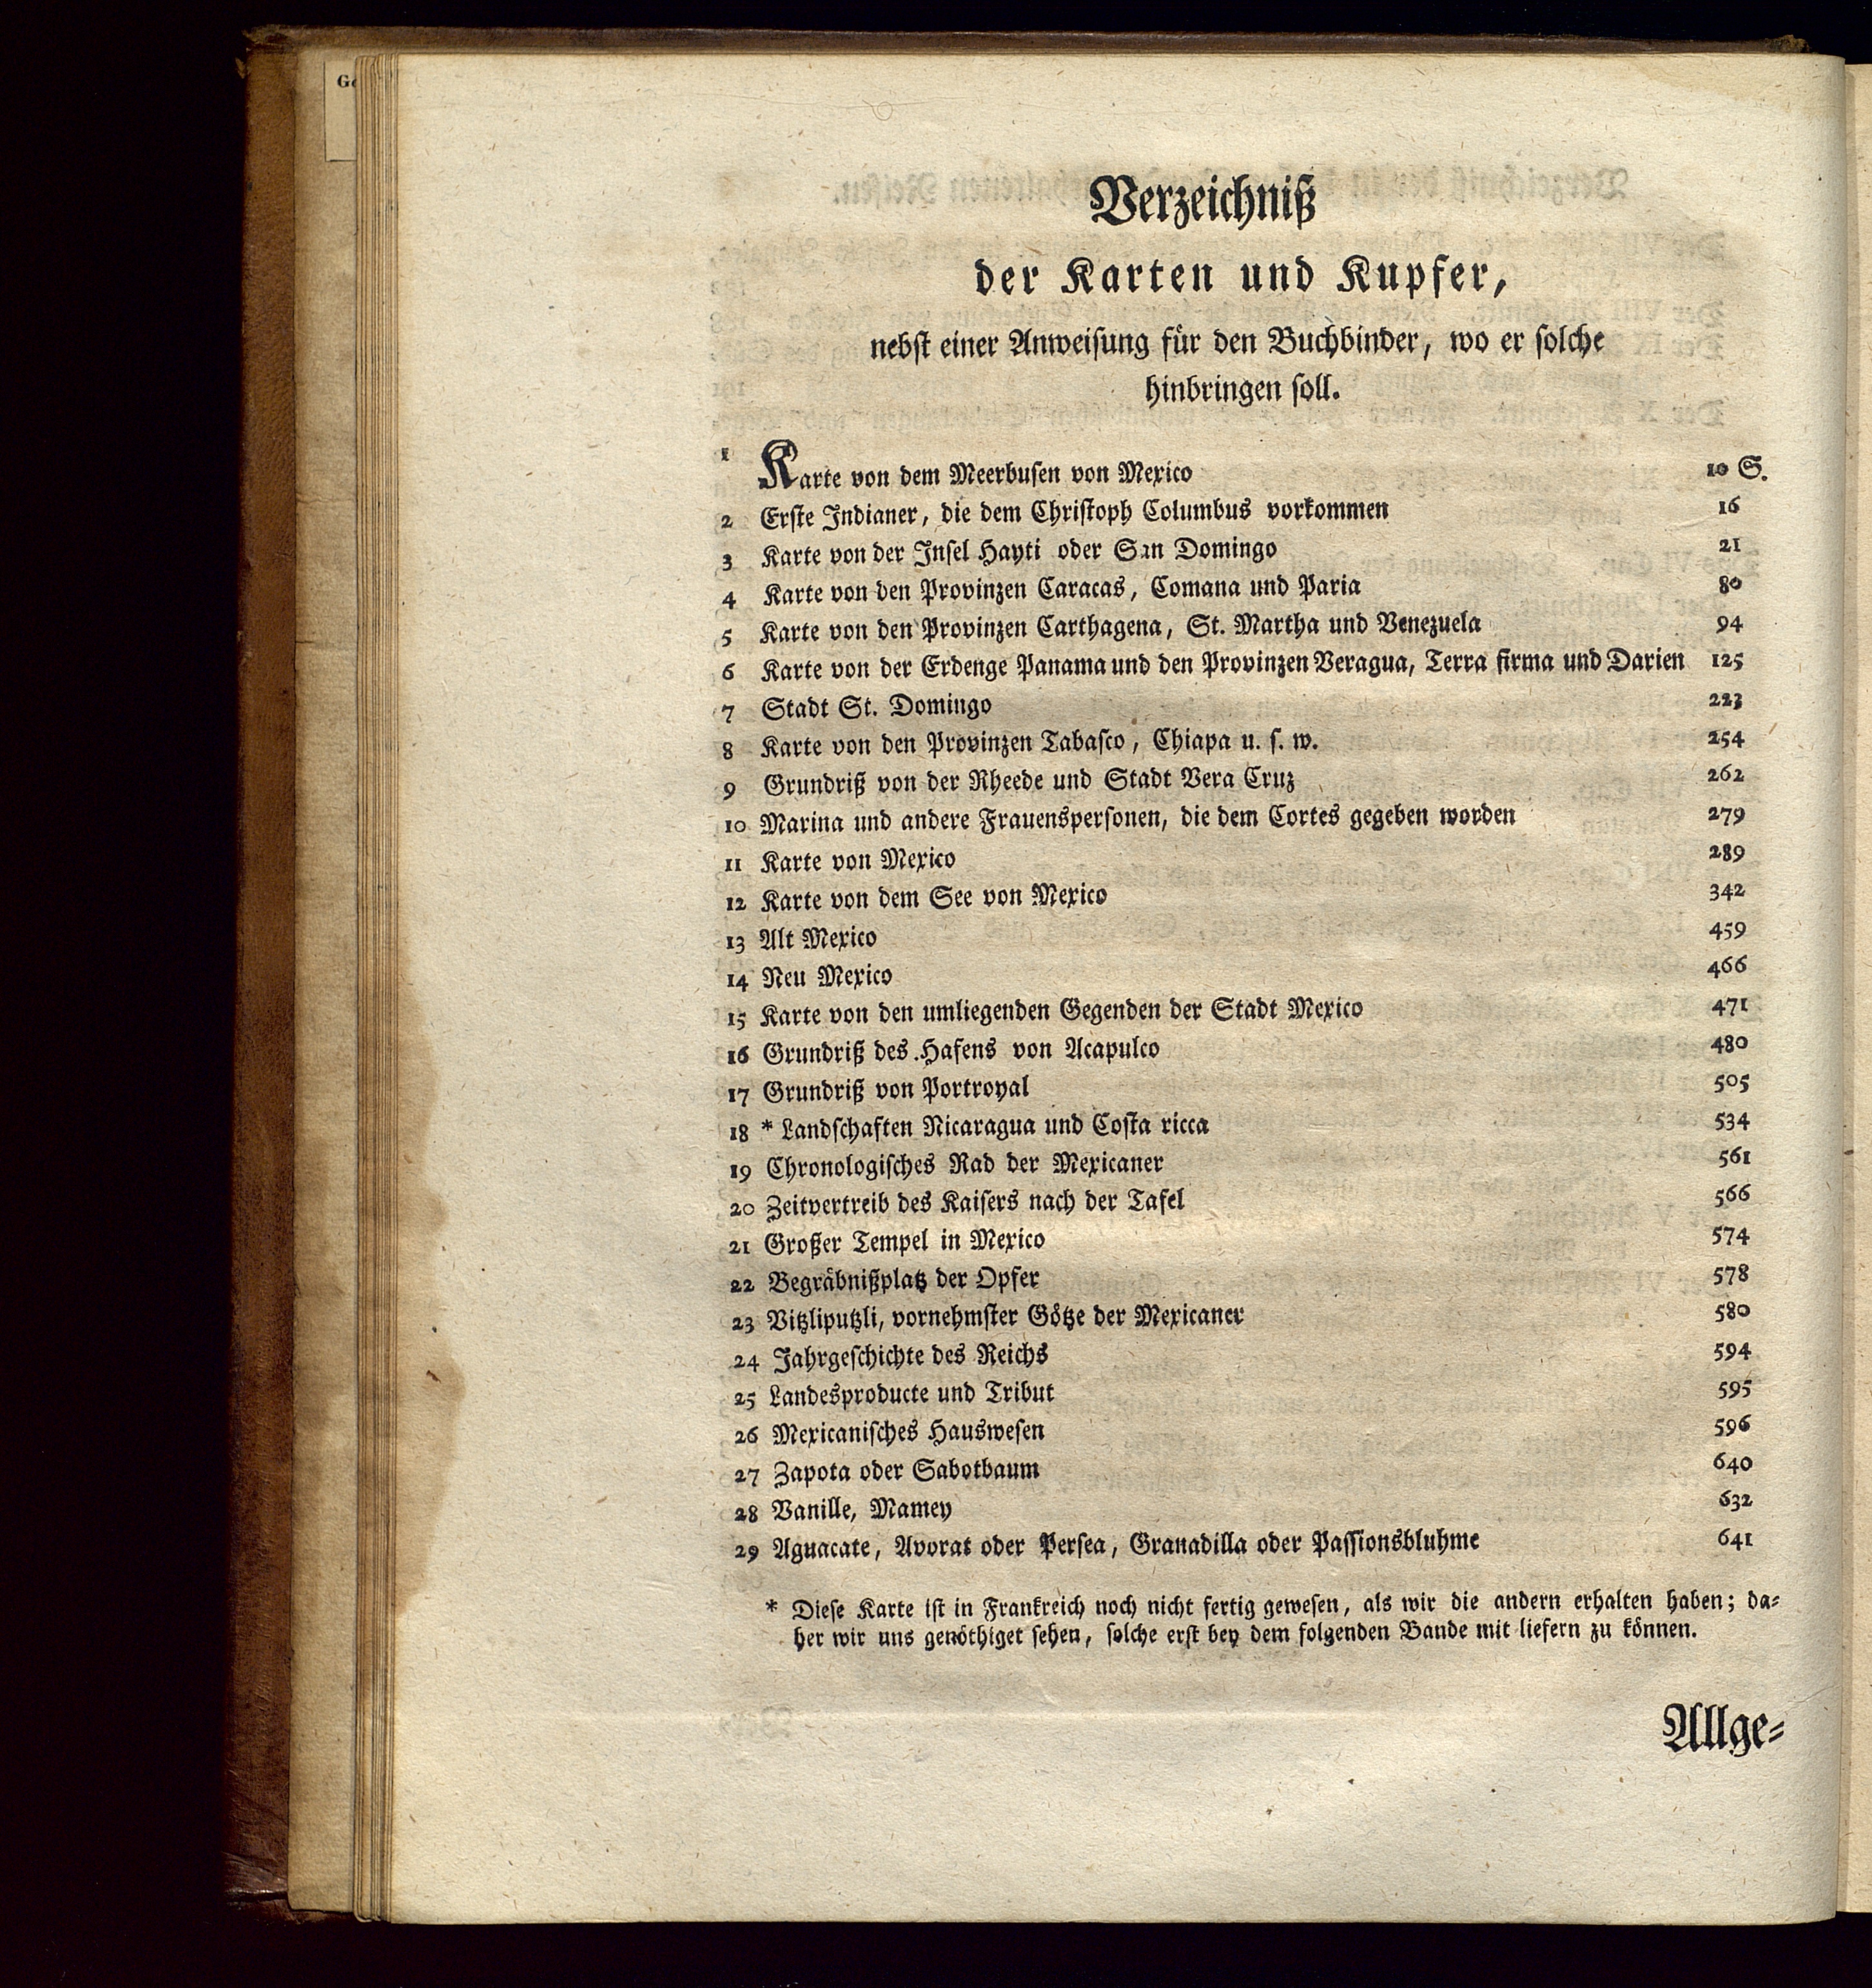 Verzeichniß
der Karten und Kupfer,
nebst einer Anweisung für den Buchbinder, wo er solche
hinbringen soll.
1 Karte von dem Meerbusen von Mexico 10 S.
2 Erste Indianer, die dem Christoph Columbus vorkommen 16
3 Karte von der Insel Hayti oder San Domingo 21
4 Karte von den Provinzen Caracas, Comana und Paria 80
5 Karte von den Provinzen Carthagena, St. Martha und Venezuela 94
6 Karte von der Erdenge Panama und den Provinzen Veragua, Terra firma und Darien 125
7 Stadt St. Domingo 223
8 Karte von den Provinzen Tabasco, Chiapa u. s. w. 254
9 Grundriß von der Rheede und Stadt Vera Cruz 262
10 Marina und andere Frauenspersonen, die dem Cortes gegeben worden 279
11 Karte von Mexico 289
12 Karte von dem See von Mexico 342
13 Alt Mexico 459
14 Neu Mexico 466
15 Karte von den umliegenden Gegenden der Stadt Mexico 471
16 Grundriß des Hafens von Acapulco 480
17 Grundriß von Portroyal 505
18 * Landschaften Nicaragua und Costa ricca 534
19 Chronologisches Rad der Mexicaner 561
20 Zeitvertreib des Kaisers nach der Tafel 566
21 Großer Tempel in Mexico 574
22 Begräbnißplatz der Opfer 578
23 Vitzliputzli, vornehmster Götze der Mexicaner 580
24 Jahrgeschichte des Reichs 594
25 Landesproducte und Tribut 595
26 Mexicanisches Hauswesen 596
27 Zapota oder Sabotbaum 640
28 Vanille, Mamey 632
29 Aguacate, Avorat oder Persea, Granadilla oder Passionsbluhme 641
* Diese Karte ist in Frankreich noch nicht fertig gewesen, als wir die andern erhalten haben; da-
her wir uns genöthiget sehen, solche erst bey dem folgenden Bande mit liefern zu können.
Allge-